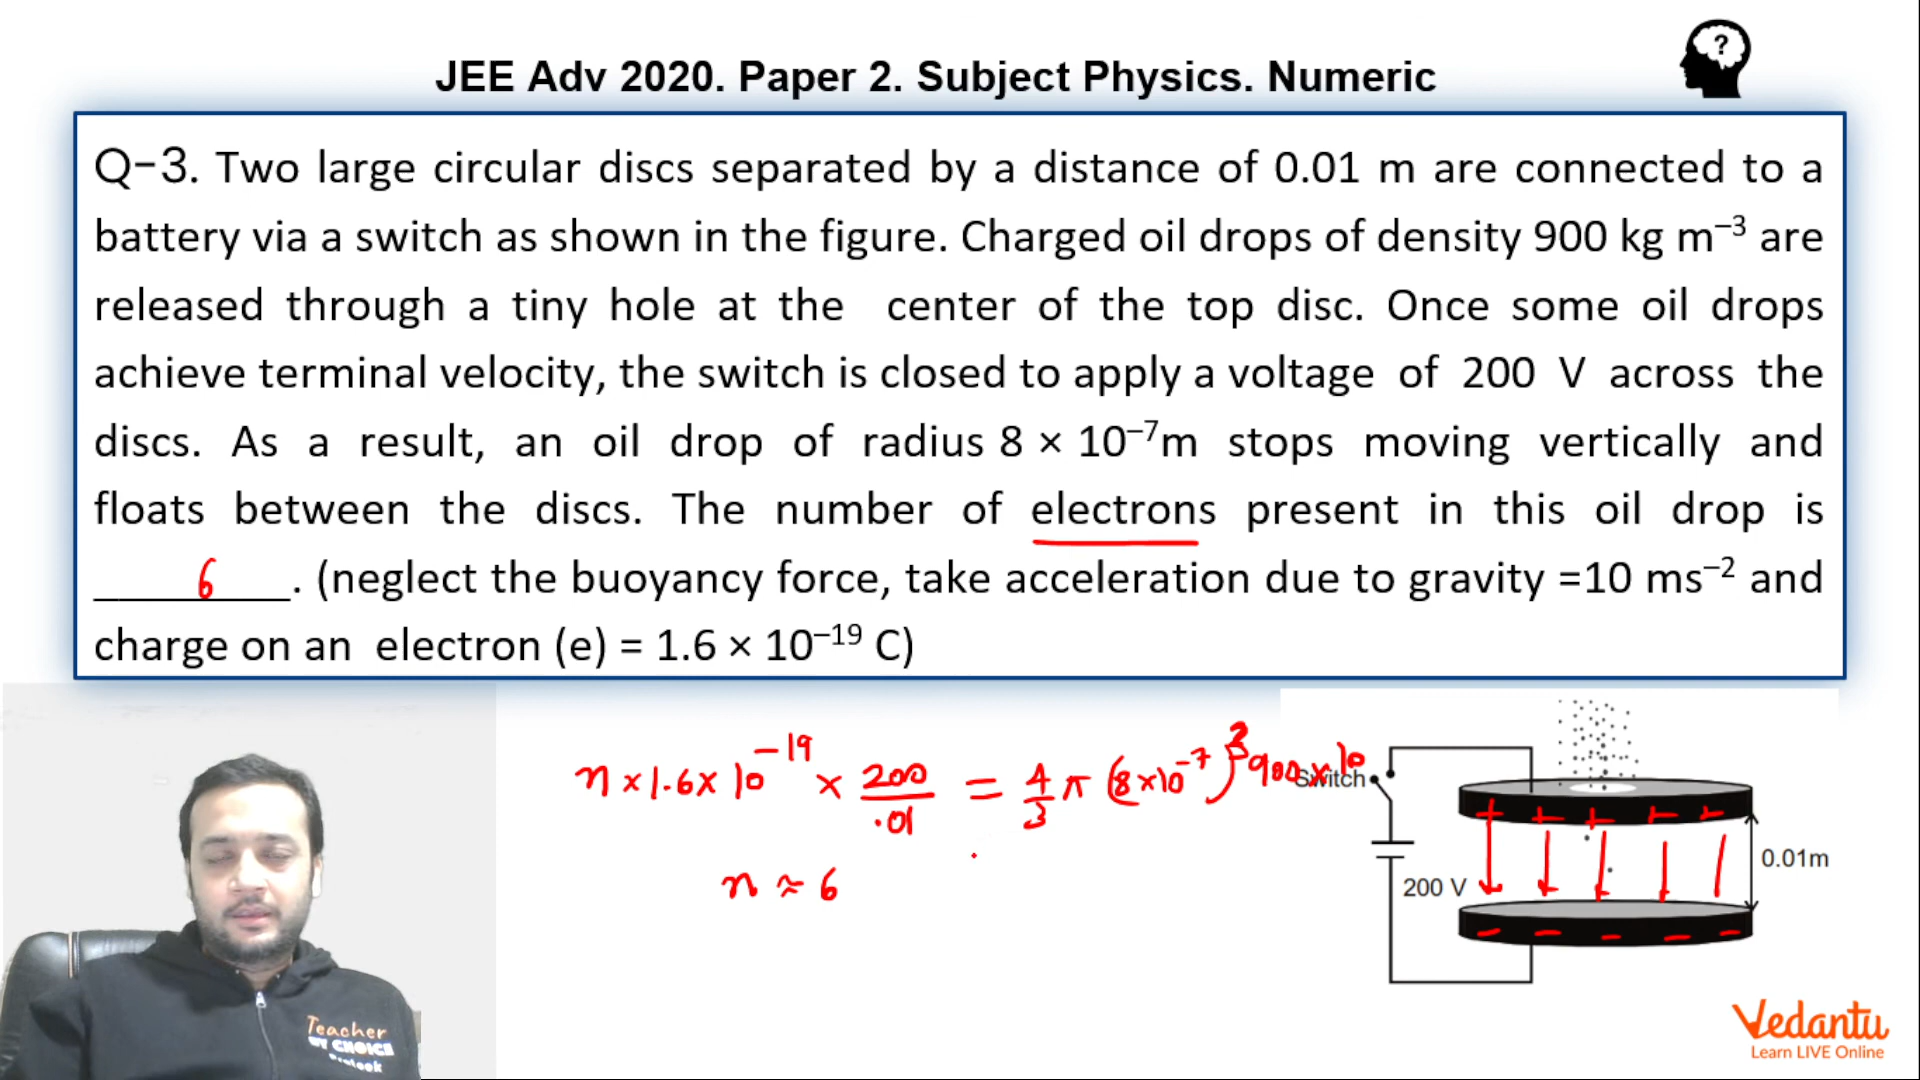 JEE Adv 2020. Paper 2. Subject Physics. Numeric
?
Q-3. Two large circular discs separated by a distance of 0.01 m are connected to a
battery via a switch as shown in the figure. Charged oil drops of density 900 kg m⁻³ are
released through a tiny hole at the center of the top disc. Once some oil drops
achieve terminal velocity, the switch is closed to apply a voltage of 200 V across the
discs. As a result, an oil drop of radius 8 × 10⁻⁷m stops moving vertically and
floats between the discs. The number of electrons present in this oil drop is
____6____. (neglect the buoyancy force, take acceleration due to gravity =10 ms⁻² and
charge on an electron (e) = 1.6 × 10⁻¹⁹ C)
n × 1.6 × 10⁻¹⁹ × 200/.01 = 4/3 π (8×10⁻⁷)³ 900 × 10
n ≈ 6
Switch
+ + + + +
0.01m
200 V
- - - - -
Teacher
MY CHOICE
Vedantu
Learn LIVE Online